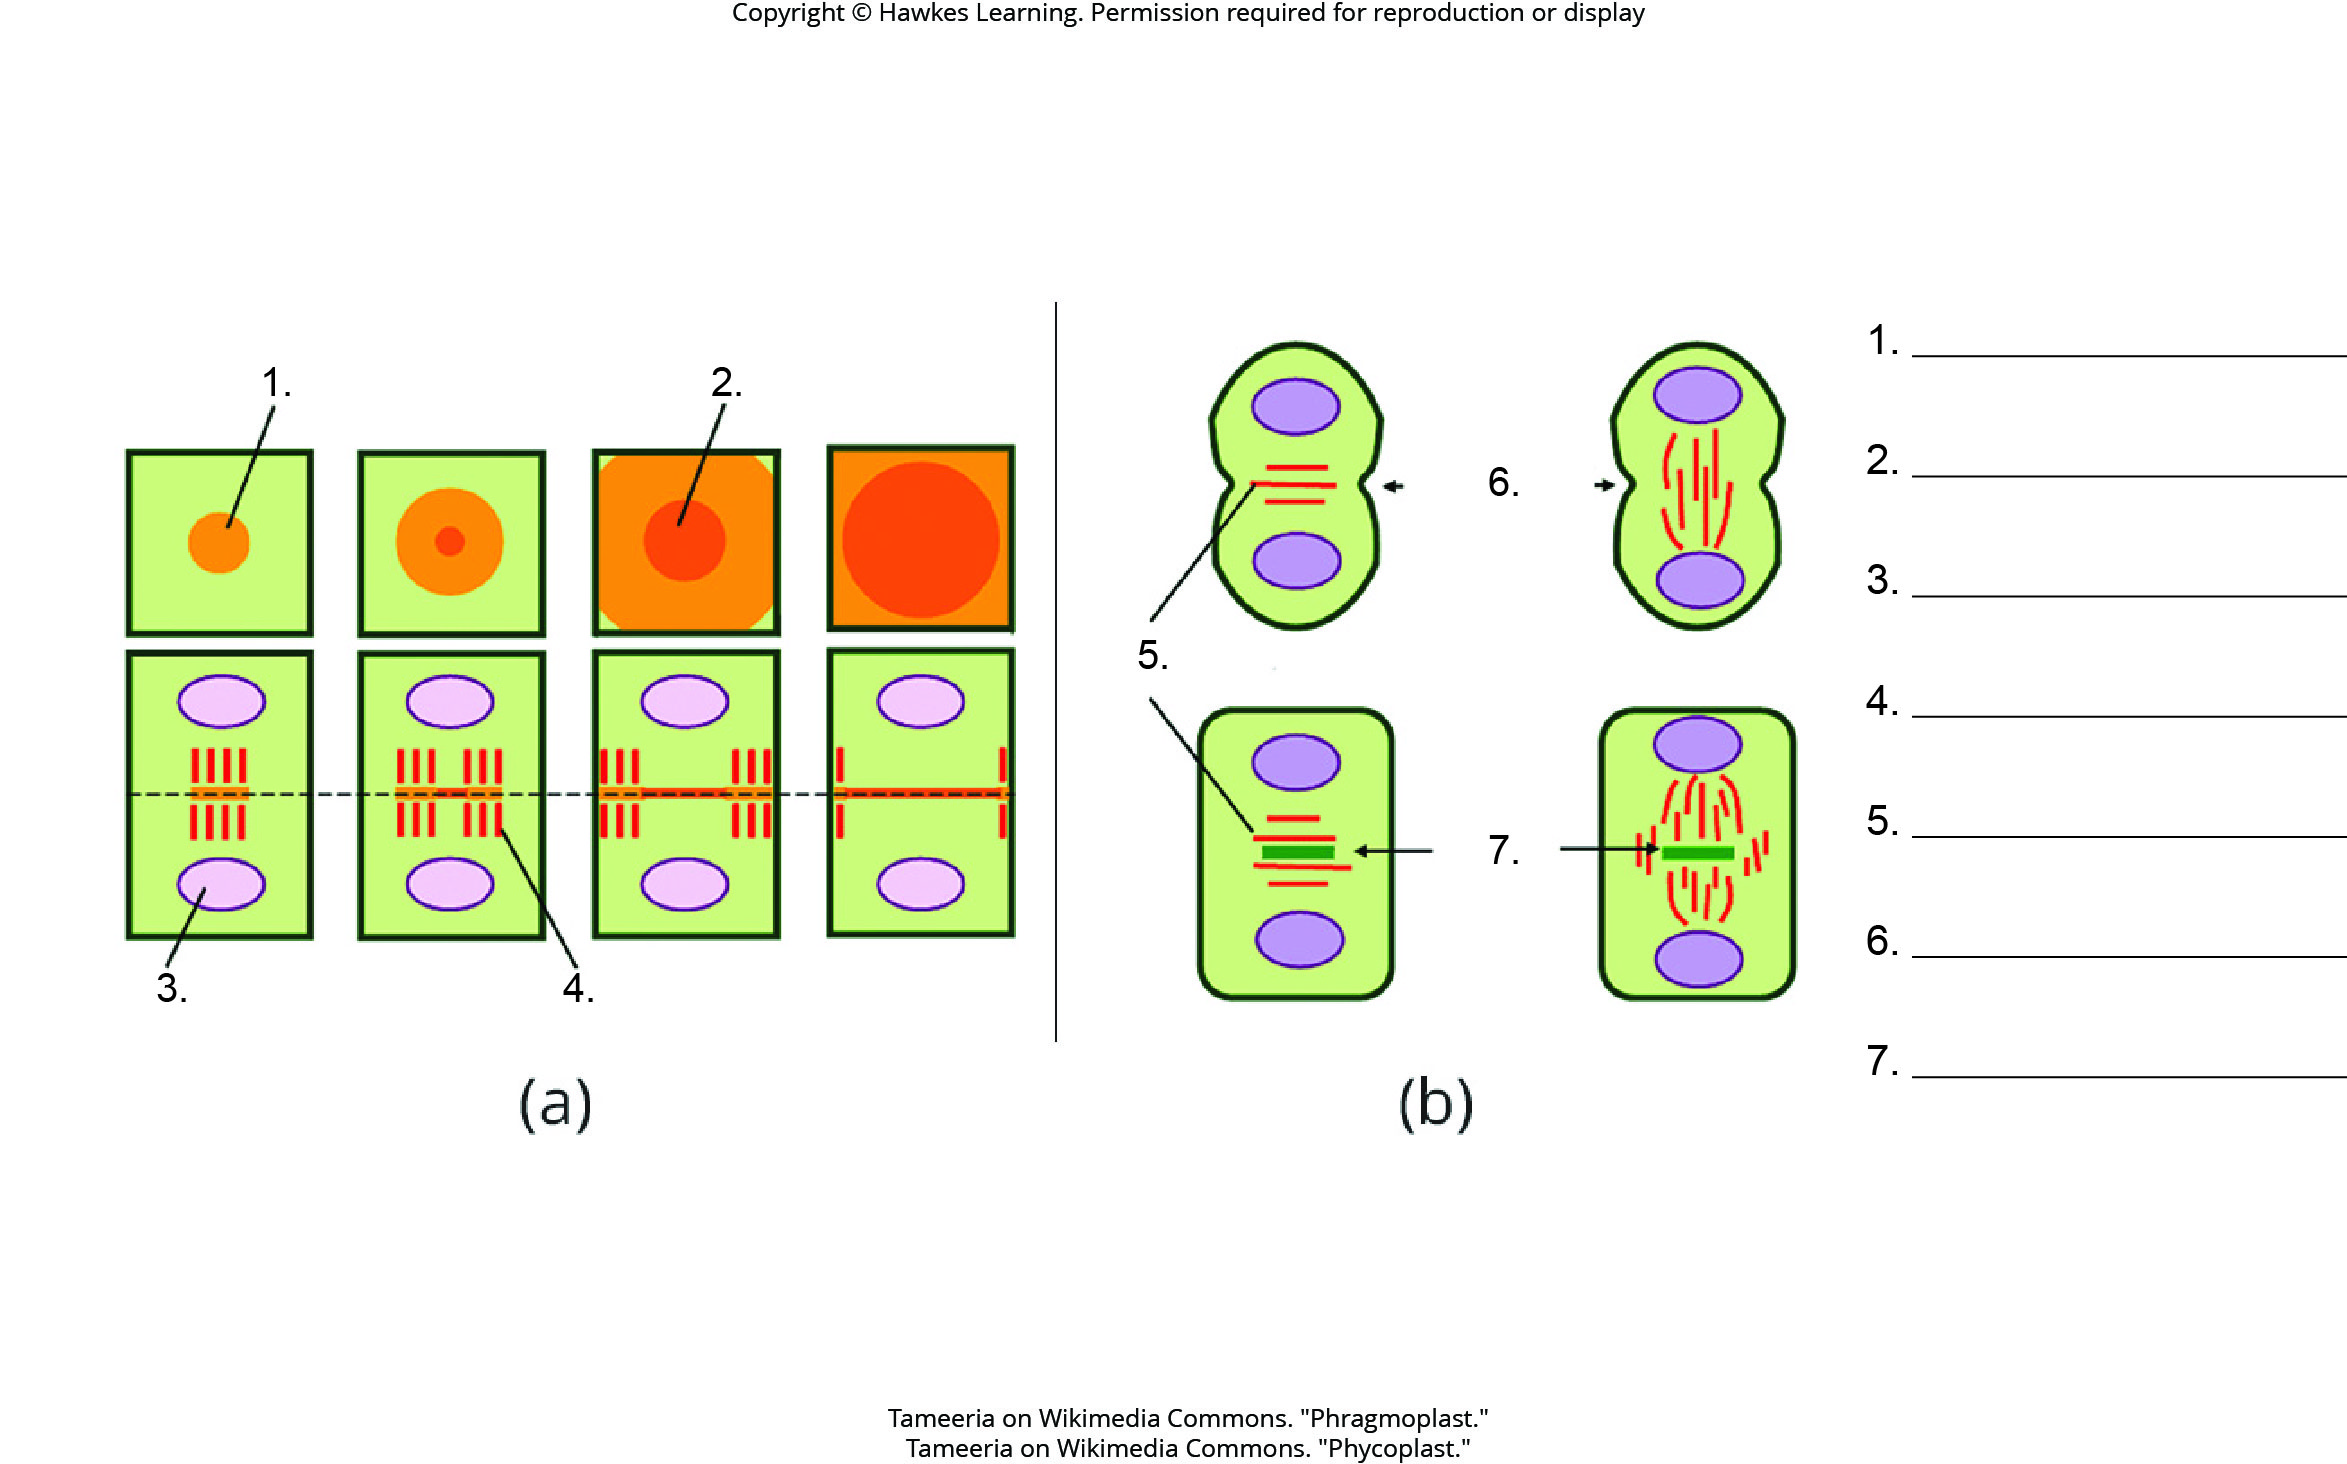 Copyright © Hawkes Learning. Permission required for reproduction or display
1.
2.
3.
4.
(a)
5.
6.
7.
(b)
1.
2.
3.
4.
5.
6.
7.
Tameeria on Wikimedia Commons. "Phragmoplast."
Tameeria on Wikimedia Commons. "Phycoplast."